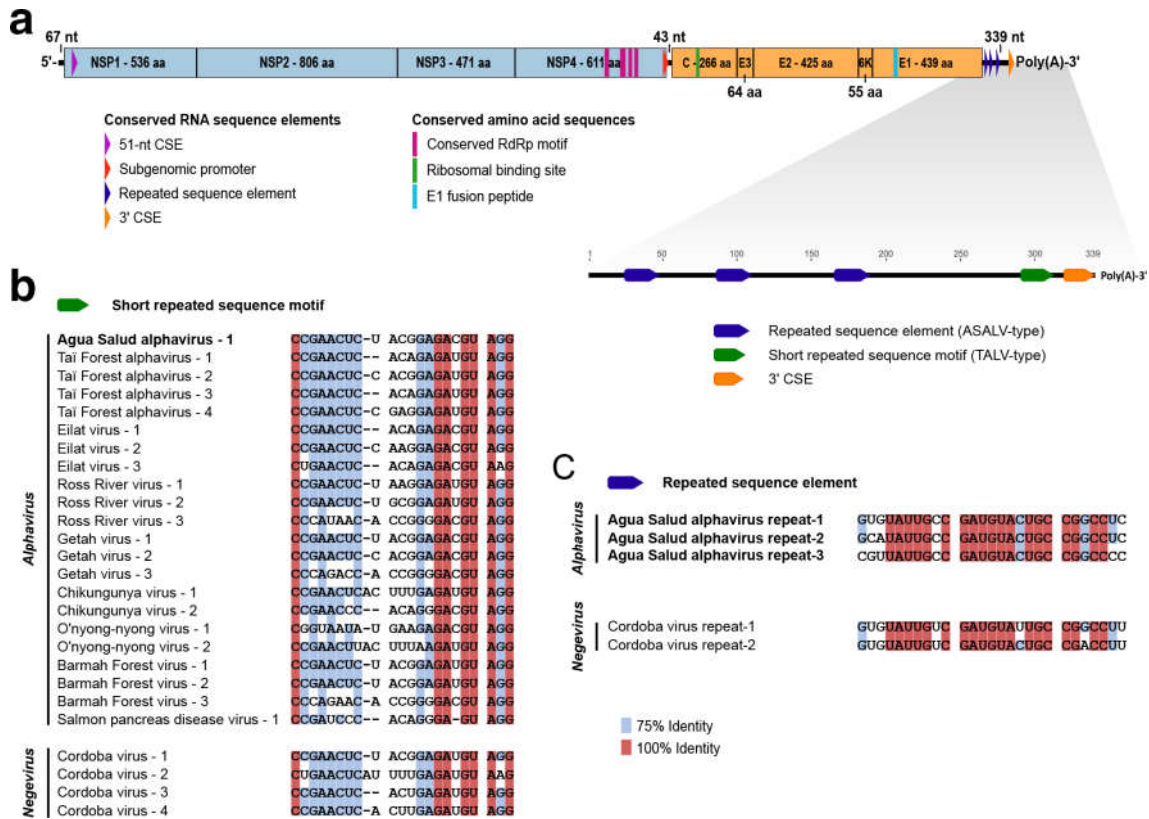 a
67 nt
43 nt
339 nt
5'-
NSP1 - 536 aa
NSP2 - 806 aa
NSP3 - 471 aa
NSP4 - 611 aa
C - 266 aa
E3
E2 - 425 aa
6K
E1 - 439 aa
Poly(A)-3'
64 aa
55 aa
Conserved RNA sequence elements
51-nt CSE
Subgenomic promoter
Repeated sequence element
3' CSE
Conserved amino acid sequences
Conserved RdRp motif
Ribosomal binding site
E1 fusion peptide
1 50 100 150 200 250 300 339
Poly(A)-3'
Repeated sequence element (ASALV-type)
Short repeated sequence motif (TALV-type)
3' CSE
b
Short repeated sequence motif
Alphavirus
Agua Salud alphavirus - 1 CCGAACUC-U ACGGAGACGU AGG
Taï Forest alphavirus - 1 CCGAACUC-- ACAGAGAUGU AGG
Taï Forest alphavirus - 2 CCGAACUC-C ACGGAGAUGU AGG
Taï Forest alphavirus - 3 CCGAACUC-- ACAGAGAUGU AGG
Taï Forest alphavirus - 4 CCGAACUC-C GAGGAGAUGU AGG
Eilat virus - 1 CCGAACUC-- ACAGAGACGU AGG
Eilat virus - 2 CCGAACUC-C AAGGAGACGU AGG
Eilat virus - 3 CUGAACUC-- ACAGAGACGU AAG
Ross River virus - 1 CCGAACUC-U AAGGAGAUGU AGG
Ross River virus - 2 CCGAACUC-U GCGGAGAUGU AGG
Ross River virus - 3 CCCAUAAC-A CCGGGGACGU AGG
Getah virus - 1 CCGAACUC-U ACGGAGAUGU AGG
Getah virus - 2 CCGAACUC-C ACGGAGACGU AGG
Getah virus - 3 CCCAGACC-A CCGGGGACGU AGG
Chikungunya virus - 1 CCGAACUCAC UUUGAGAUGU AGG
Chikungunya virus - 2 CCGAACCC-- ACAGGGACGU AGG
O'nyong-nyong virus - 1 CGGUAAUA-U GAAGAGAUGU AGG
O'nyong-nyong virus - 2 CCGAACUUAC UUUAAGAUGU AGG
Barmah Forest virus - 1 CCGAACUC-U ACGGAGAUGU AGG
Barmah Forest virus - 2 CCGAACUC-U ACGGAGAUGU AGG
Barmah Forest virus - 3 CCCAGAAC-A CCGGGGACGU AGG
Salmon pancreas disease virus - 1 CCGAUCCC-- ACAGGGA-GU AGG
Negevirus
Cordoba virus - 1 CCGAACUC-U ACGGAGAUGU AGG
Cordoba virus - 2 CUGAACUCAU UUUGAGAUGU AAG
Cordoba virus - 3 CCGAACUC-- ACUGAGAUGU AGG
Cordoba virus - 4 CCGAACUC-A CUUGAGAUGU AGG
C
Repeated sequence element
Alphavirus
Agua Salud alphavirus repeat-1 GUGUAUUGCC GAUGUACUGC CGGCCUC
Agua Salud alphavirus repeat-2 GCAUAUUGCC GAUGUACUGC CGGCCUC
Agua Salud alphavirus repeat-3 CGUUAUUGCC GAUGUACUGC CGGCCCC
Negevirus
Cordoba virus repeat-1 GUGUAUUGUC GAUGUAUUGC CGGCCUU
Cordoba virus repeat-2 GUGUAUUGUC GAUGUACUGC CGACCUU
75% Identity
100% Identity